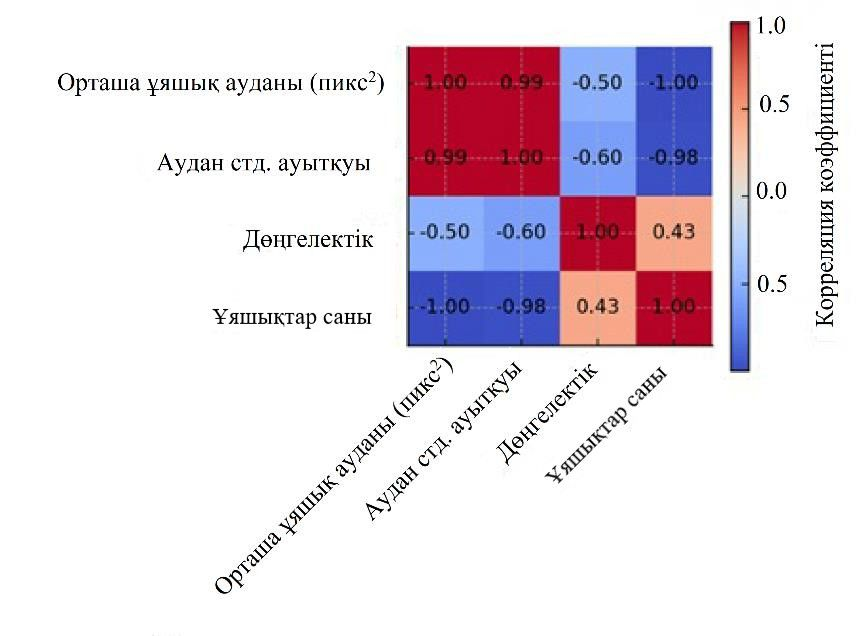 Орташа ұяшық ауданы (пикс²) -1.00 0.99 -0.50 -1.00
Аудан стд. ауытқуы -0.99 1.00 -0.60 -0.98
Дөңгелектік -0.50 -0.60 1.00 0.43
Ұяшықтар саны -1.00 -0.98 0.43 1.00
Орташа ұяшық ауданы (пикс²)
Аудан стд. ауытқуы
Дөңгелектік
Ұяшықтар саны
1.0
0.5
0.0
0.5
Корреляция коэффициенті